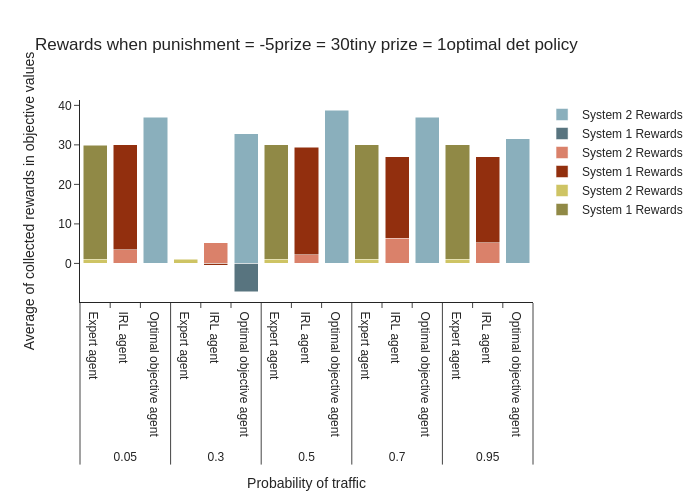 Rewards when punishment = -5prize = 30tiny prize = 1optimal det policy
Average of collected rewards in objective values
40
30
20
10
0
System 2 Rewards
System 1 Rewards
System 2 Rewards
System 1 Rewards
System 2 Rewards
System 1 Rewards
Expert agent
IRL agent
Optimal objective agent
Expert agent
IRL agent
Optimal objective agent
Expert agent
IRL agent
Optimal objective agent
Expert agent
IRL agent
Optimal objective agent
Expert agent
IRL agent
Optimal objective agent
0.05
0.3
0.5
0.7
0.95
Probability of traffic